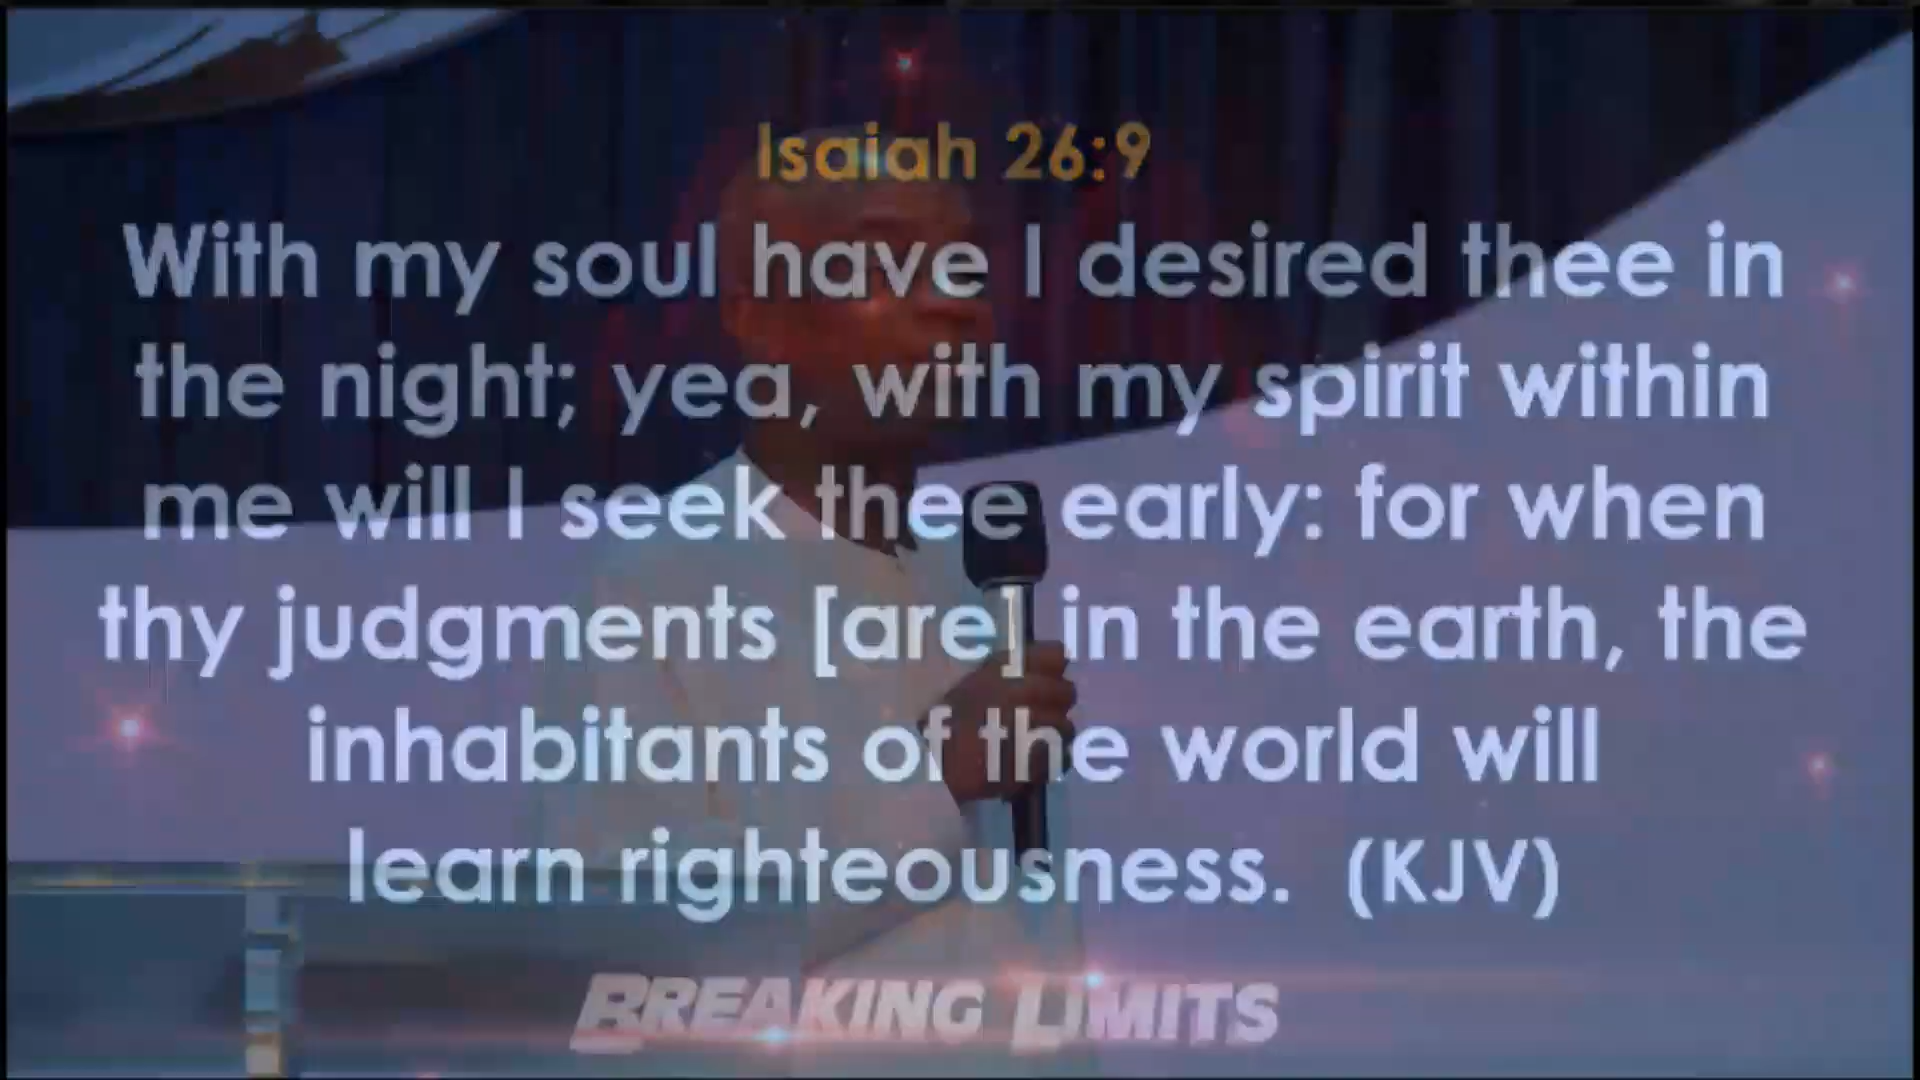 Isaiah 26:9
With my soul have I desired thee in
the night; yea, with my spirit within
me will I seek thee early: for when
thy judgments [are] in the earth, the
inhabitants of the world will
learn righteousness. (KJV)
BREAKING LIMITS